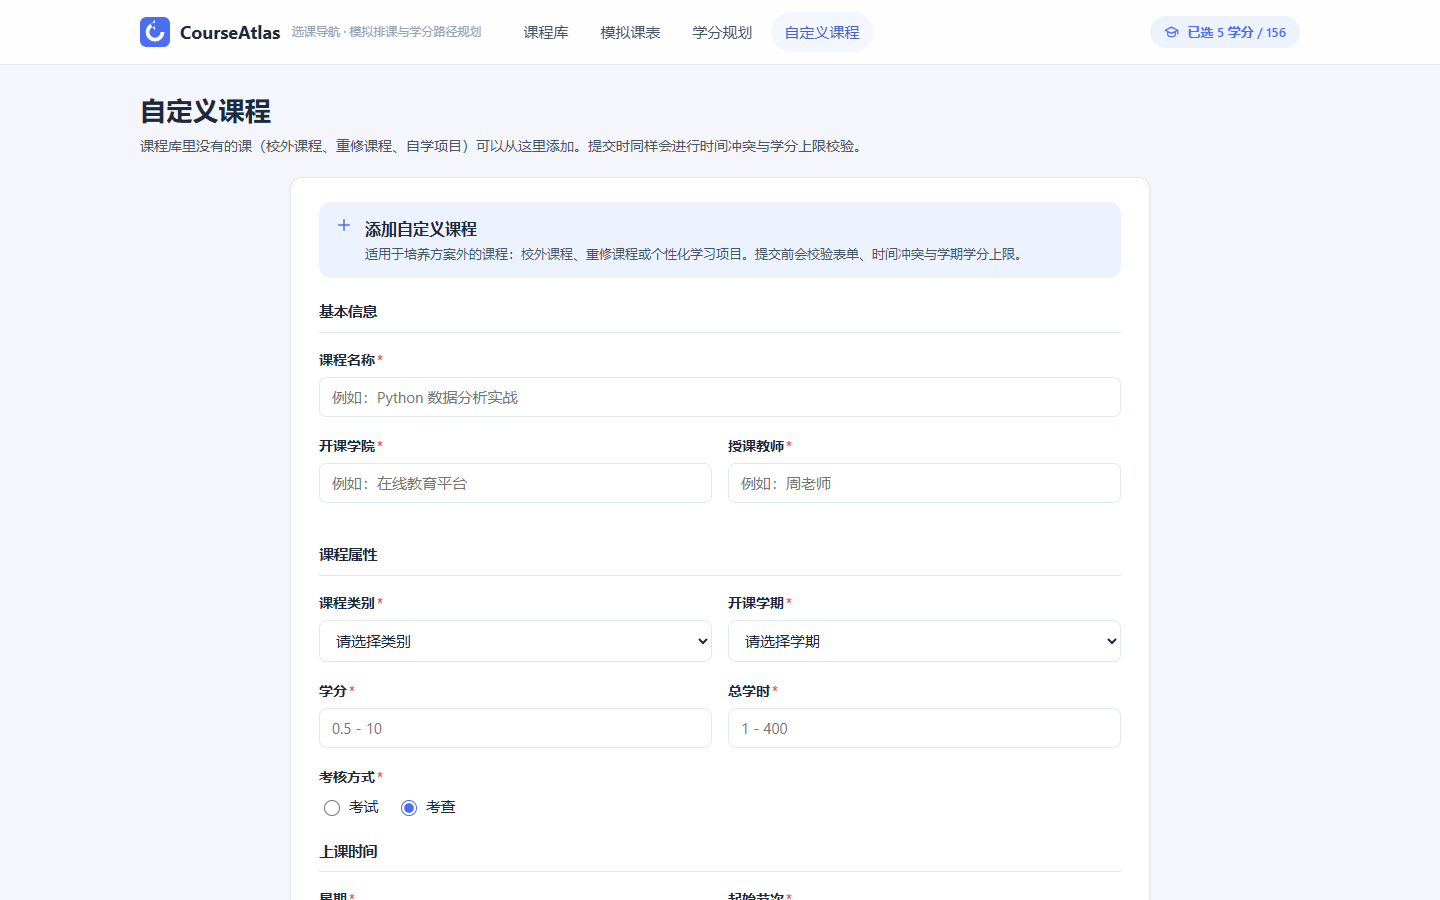 CourseAtlas 选课导航 · 模拟排课与学分路径规划 课程库 模拟课表 学分规划 自定义课程 已选 5 学分 / 156
自定义课程
课程库里没有的课（校外课程、重修课程、自学项目）可以从这里添加。提交时同样会进行时间冲突与学分上限校验。
添加自定义课程
适用于培养方案外的课程：校外课程、重修课程或个性化学习项目。提交前会校验表单、时间冲突与学期学分上限。
基本信息
课程名称*
例如：Python 数据分析实战
开课学院* 授课教师*
例如：在线教育平台 例如：周老师
课程属性
课程类别* 开课学期*
请选择类别 请选择学期
学分* 总学时*
0.5 - 10 1 - 400
考核方式*
考试 考查
上课时间
星期* 起始节次*